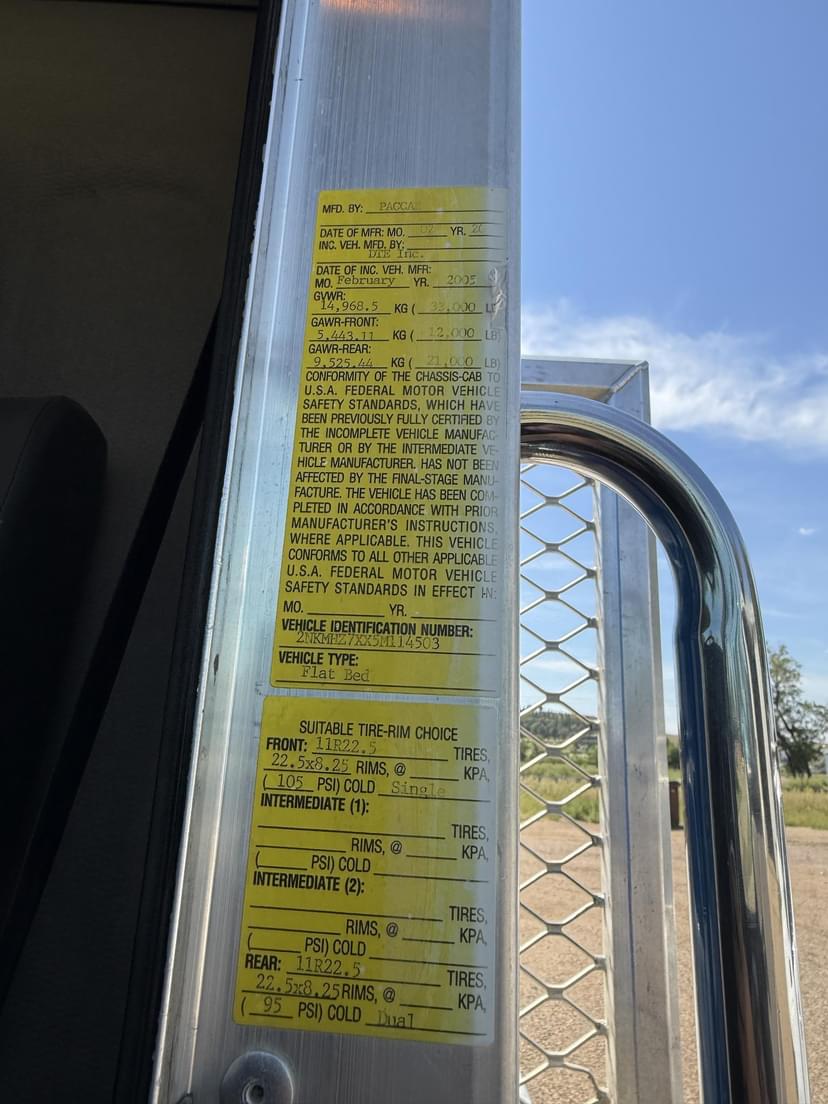 MFD. BY: PACCA
DATE OF MFR: MO. 02 YR. 20
INC. VEH. MFD. BY:
DTE Inc.
DATE OF INC. VEH. MFR:
MO. February YR. 2005
GVWR:
14,968.5 KG ( 33,000 LB
GAWR-FRONT:
5,443.11 KG ( 12,000 LB)
GAWR-REAR:
9,525.44 KG ( 21,000 LB)
CONFORMITY OF THE CHASSIS-CAB TO
U.S.A. FEDERAL MOTOR VEHICLE
SAFETY STANDARDS, WHICH HAVE
BEEN PREVIOUSLY FULLY CERTIFIED BY
THE INCOMPLETE VEHICLE MANUFAC-
TURER OR BY THE INTERMEDIATE VE-
HICLE MANUFACTURER. HAS NOT BEEN
AFFECTED BY THE FINAL-STAGE MANU-
FACTURE. THE VEHICLE HAS BEEN COM-
PLETED IN ACCORDANCE WITH PRIOR
MANUFACTURER'S INSTRUCTIONS,
WHERE APPLICABLE. THIS VEHICLE
CONFORMS TO ALL OTHER APPLICABLE
U.S.A. FEDERAL MOTOR VEHICLE
SAFETY STANDARDS IN EFFECT IN:
MO. YR.
VEHICLE IDENTIFICATION NUMBER:
2NKMHZ7XX5M114503
VEHICLE TYPE:
Flat Bed
SUITABLE TIRE-RIM CHOICE
FRONT: 11R22.5 TIRES,
22.5x8.25 RIMS, @ KPA,
( 105 PSI) COLD Single
INTERMEDIATE (1):
TIRES,
RIMS, @ KPA,
( PSI) COLD
INTERMEDIATE (2):
TIRES,
RIMS, @ KPA,
( PSI) COLD
REAR: 11R22.5 TIRES,
22.5x8.25 RIMS, @ KPA,
( 95 PSI) COLD Dual